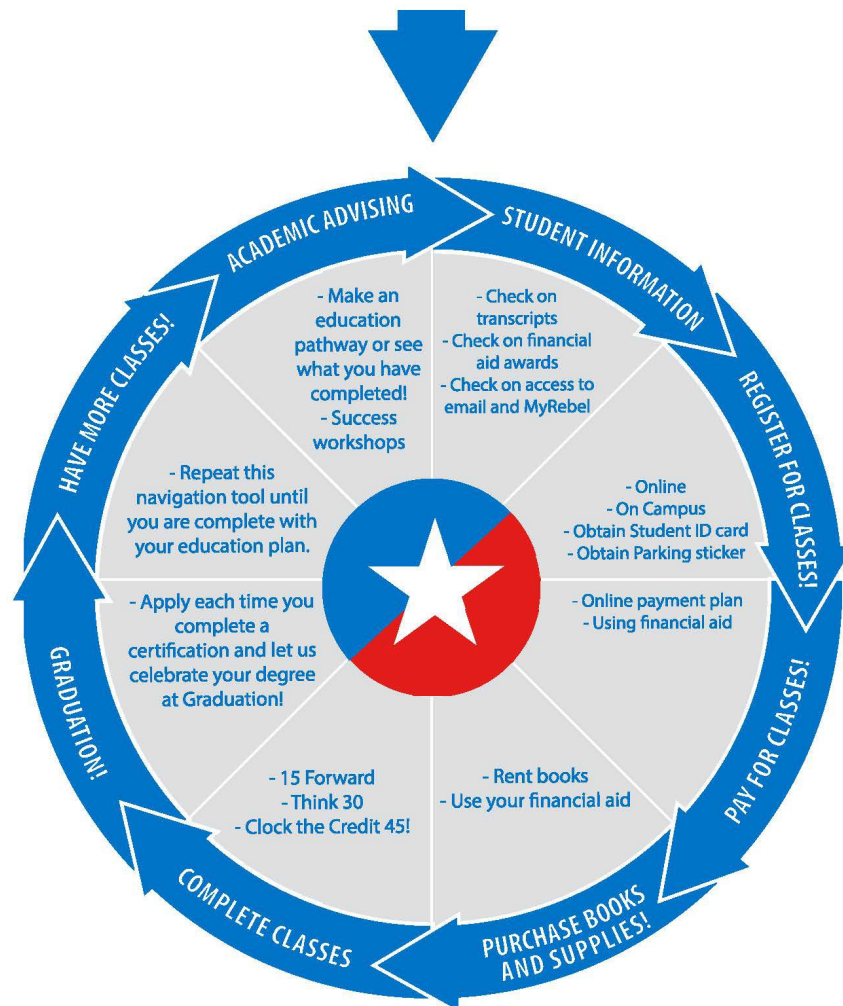 ACADEMIC ADVISING
- Make an
education
pathway or see
what you have
completed!
- Success
workshops
STUDENT INFORMATION
- Check on
transcripts
- Check on financial
aid awards
- Check on access to
email and MyRebel
REGISTER FOR CLASSES!
- Online
- On Campus
- Obtain Student ID card
- Obtain Parking sticker
PAY FOR CLASSES!
- Online payment plan
- Using financial aid
PURCHASE BOOKS
AND SUPPLIES!
- Rent books
- Use your financial aid
COMPLETE CLASSES
- 15 Forward
- Think 30
- Clock the Credit 45!
GRADUATION!
- Apply each time you
complete a
certification and let us
celebrate your degree
at Graduation!
HAVE MORE CLASSES!
- Repeat this
navigation tool until
you are complete with
your education plan.